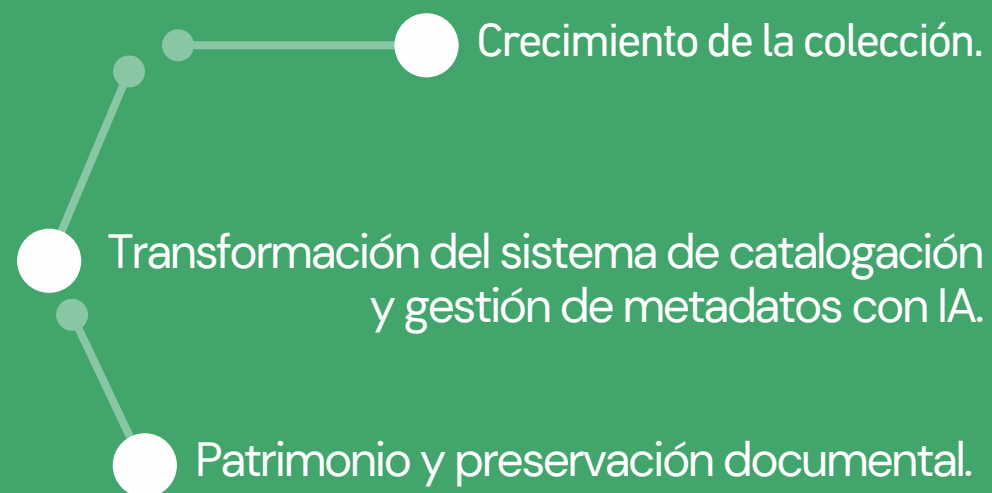 Crecimiento de la colección.
Transformación del sistema de catalogación
y gestión de metadatos con IA.
Patrimonio y preservación documental.